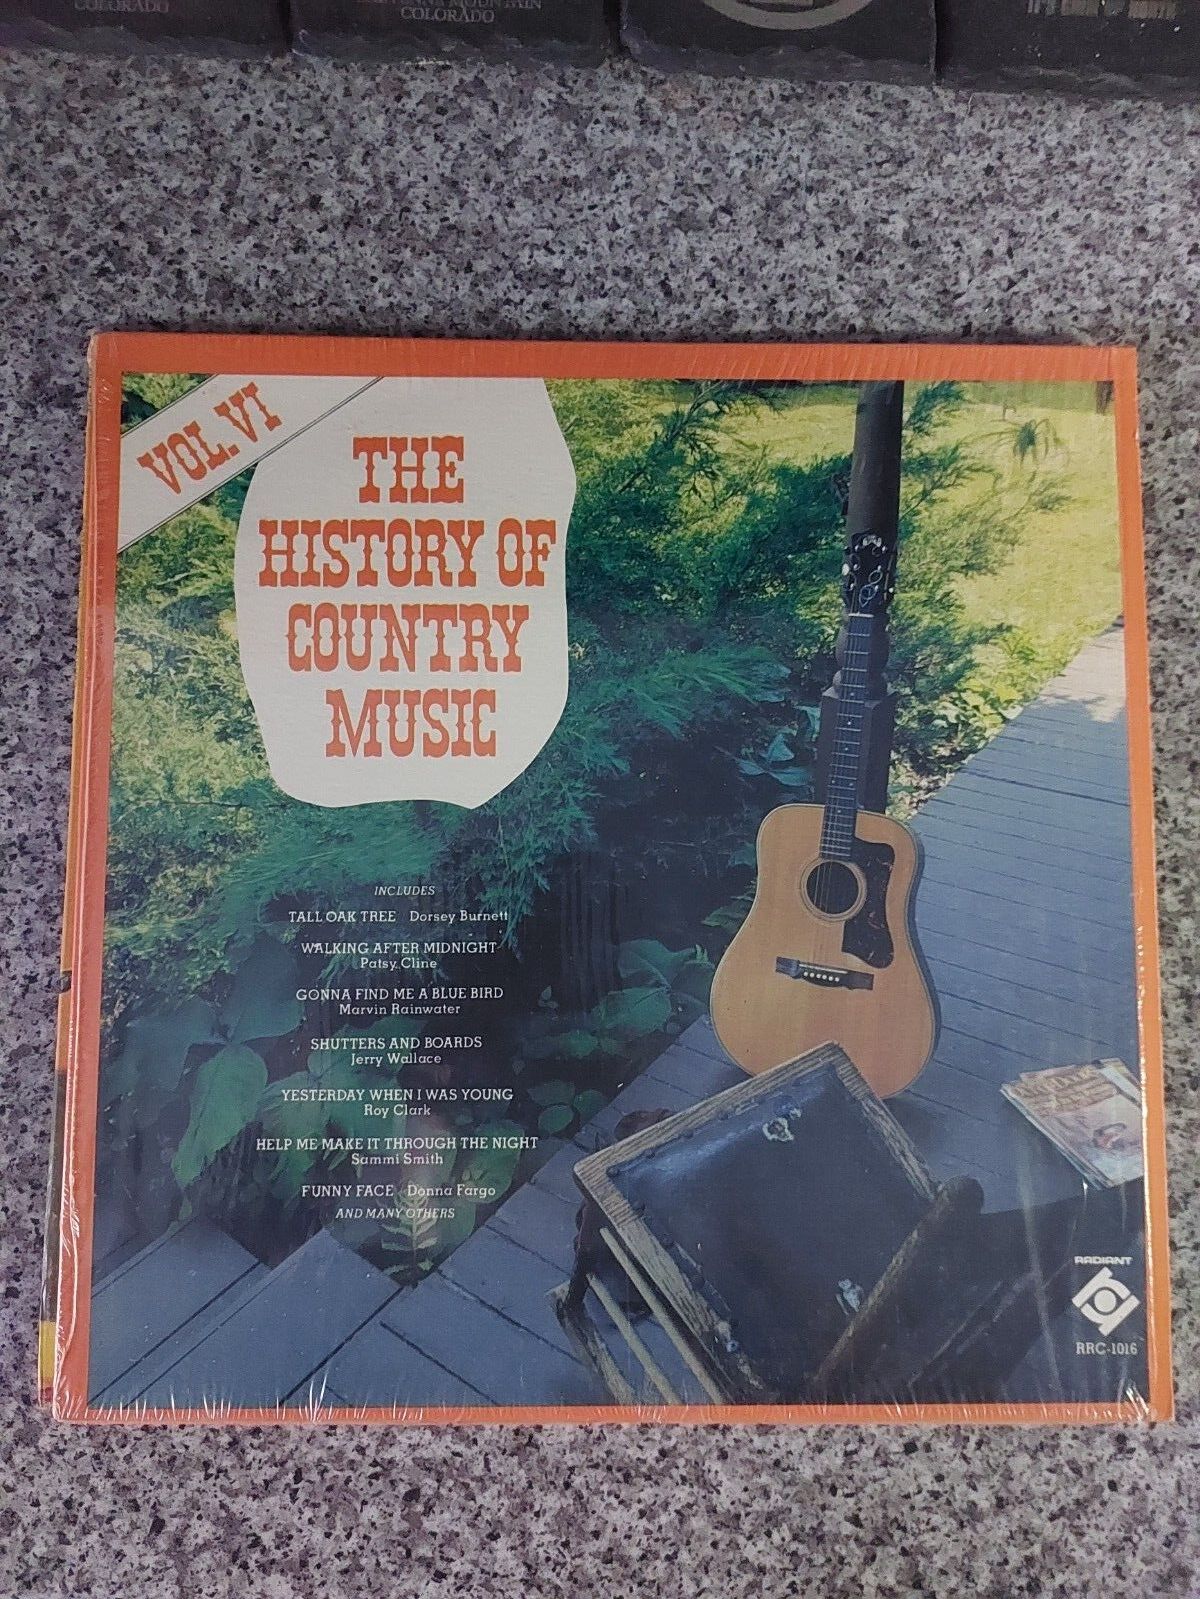 COLORADO
MOUNTAIN
COLORADO
VOL. VI
THE
HISTORY OF
COUNTRY
MUSIC
INCLUDES
TALL OAK TREE Dorsey Burnett
WALKING AFTER MIDNIGHT
Patsy Cline
GONNA FIND ME A BLUE BIRD
Marvin Rainwater
SHUTTERS AND BOARDS
Jerry Wallace
YESTERDAY WHEN I WAS YOUNG
Roy Clark
HELP ME MAKE IT THROUGH THE NIGHT
Sammi Smith
FUNNY FACE Donna Fargo
AND MANY OTHERS
RADIANT
RRC-1016